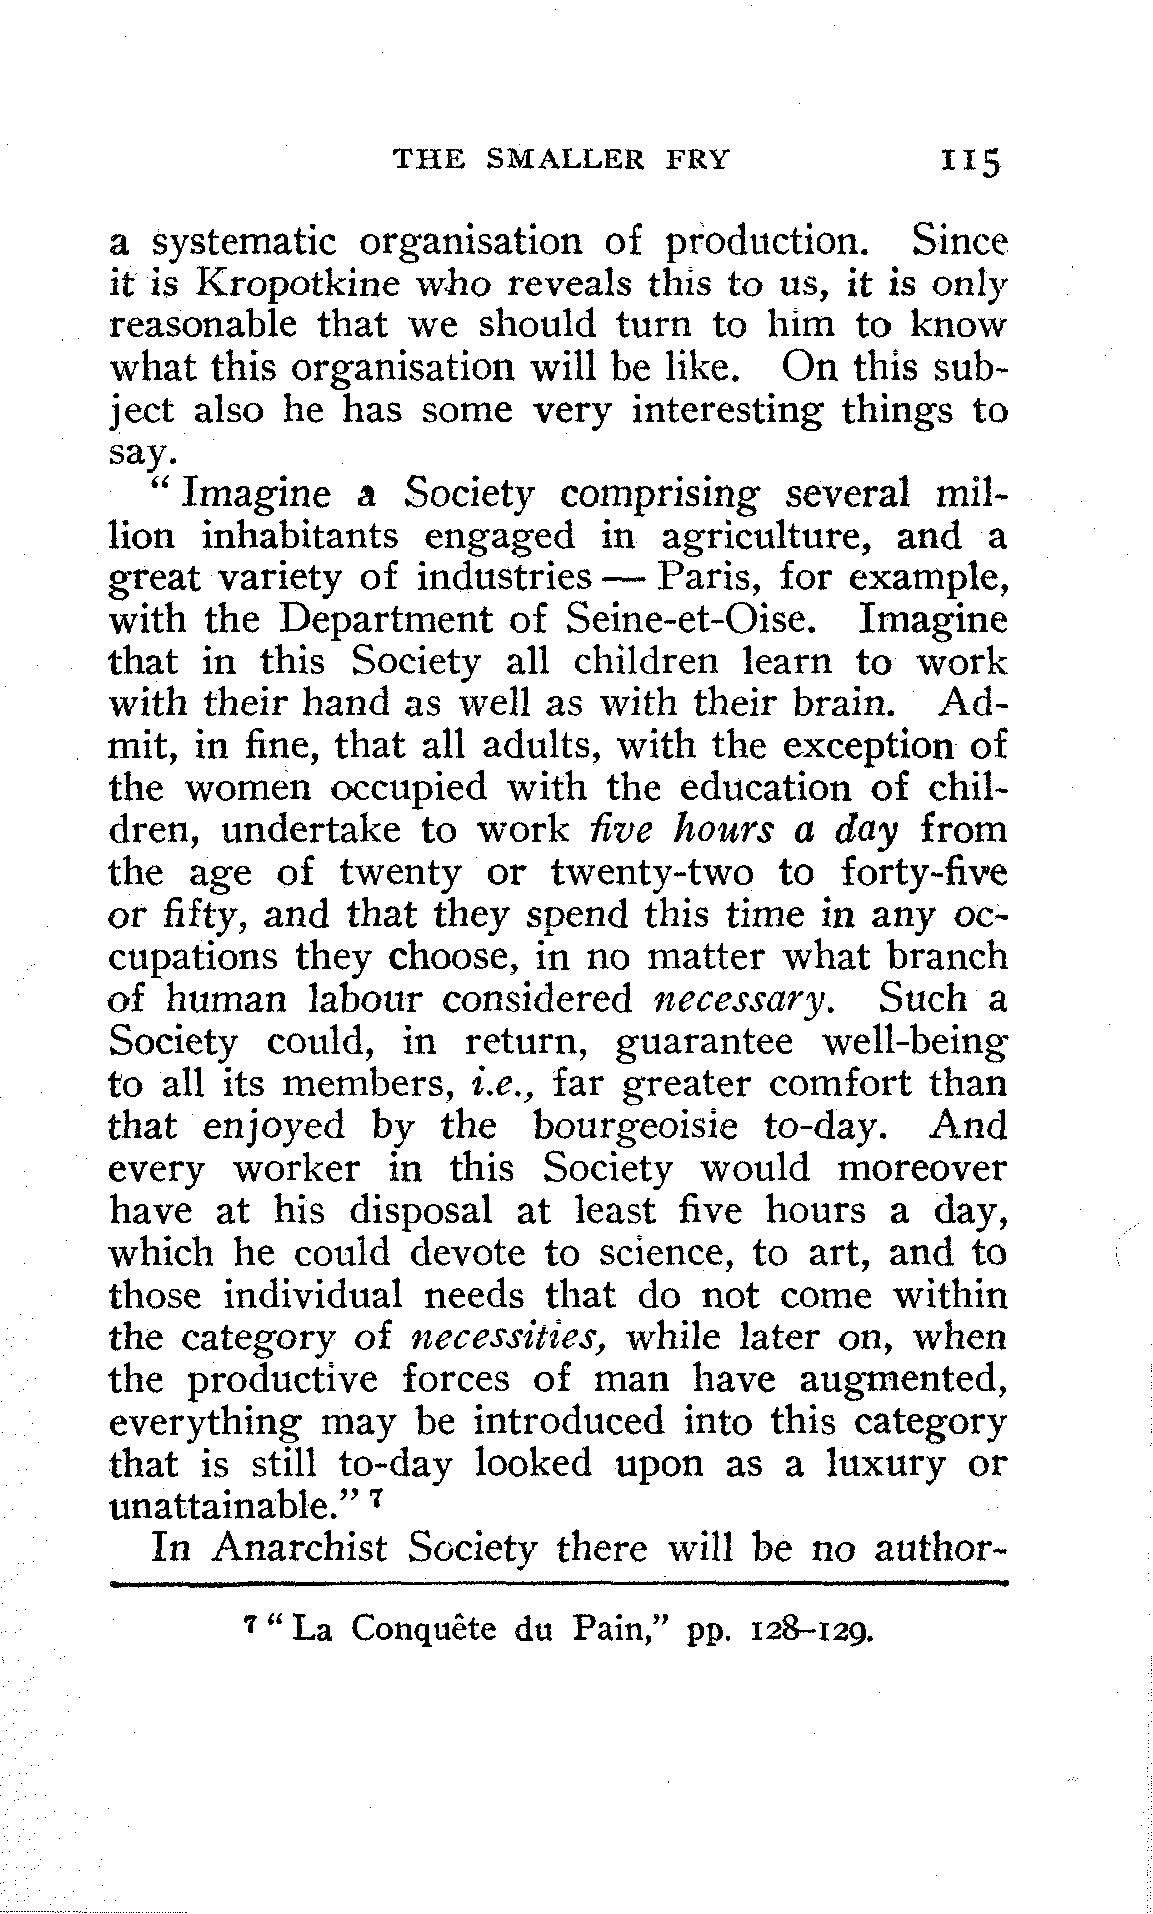 THE SMALLER FRY 115
a systematic organisation of production. Since
it is Kropotkine who reveals this to us, it is only
reasonable that we should turn to him to know
what this organisation will be like. On this sub-
ject also he has some very interesting things to
say.
“ Imagine a Society comprising several mil-
lion inhabitants engaged in agriculture, and a
great variety of industries — Paris, for example,
with the Department of Seine-et-Oise. Imagine
that in this Society all children learn to work
with their hand as well as with their brain. Ad-
mit, in fine, that all adults, with the exception of
the women occupied with the education of chil-
dren, undertake to work five hours a day from
the age of twenty or twenty-two to forty-five
or fifty, and that they spend this time in any oc-
cupations they choose, in no matter what branch
of human labour considered necessary. Such a
Society could, in return, guarantee well-being
to all its members, i.e., far greater comfort than
that enjoyed by the bourgeoisie to-day. And
every worker in this Society would moreover
have at his disposal at least five hours a day,
which he could devote to science, to art, and to
those individual needs that do not come within
the category of necessities, while later on, when
the productive forces of man have augmented,
everything may be introduced into this category
that is still to-day looked upon as a luxury or
unattainable.” 7
In Anarchist Society there will be no author-
7 “ La Conquête du Pain,” pp. 128–129.